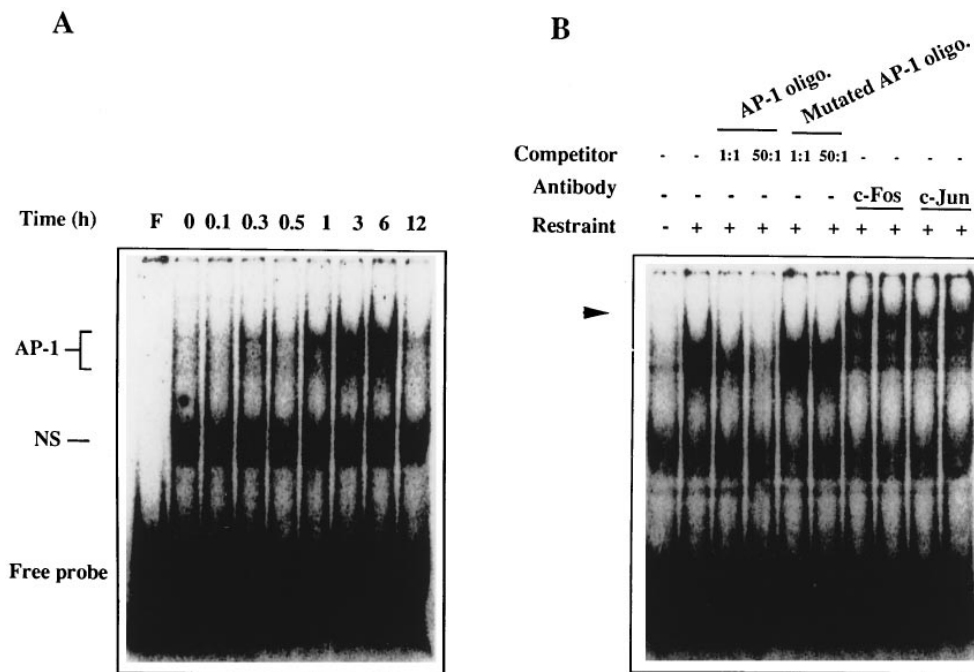 A
B
AP-1 oligo.
Mutated AP-1 oligo.
Competitor - - 1:1 50:1 1:1 50:1 - - - -
Antibody - - - - - - c-Fos c-Jun
Restraint - + + + + + + + + +
Time (h) F 0 0.1 0.3 0.5 1 3 6 12
AP-1
NS
Free probe